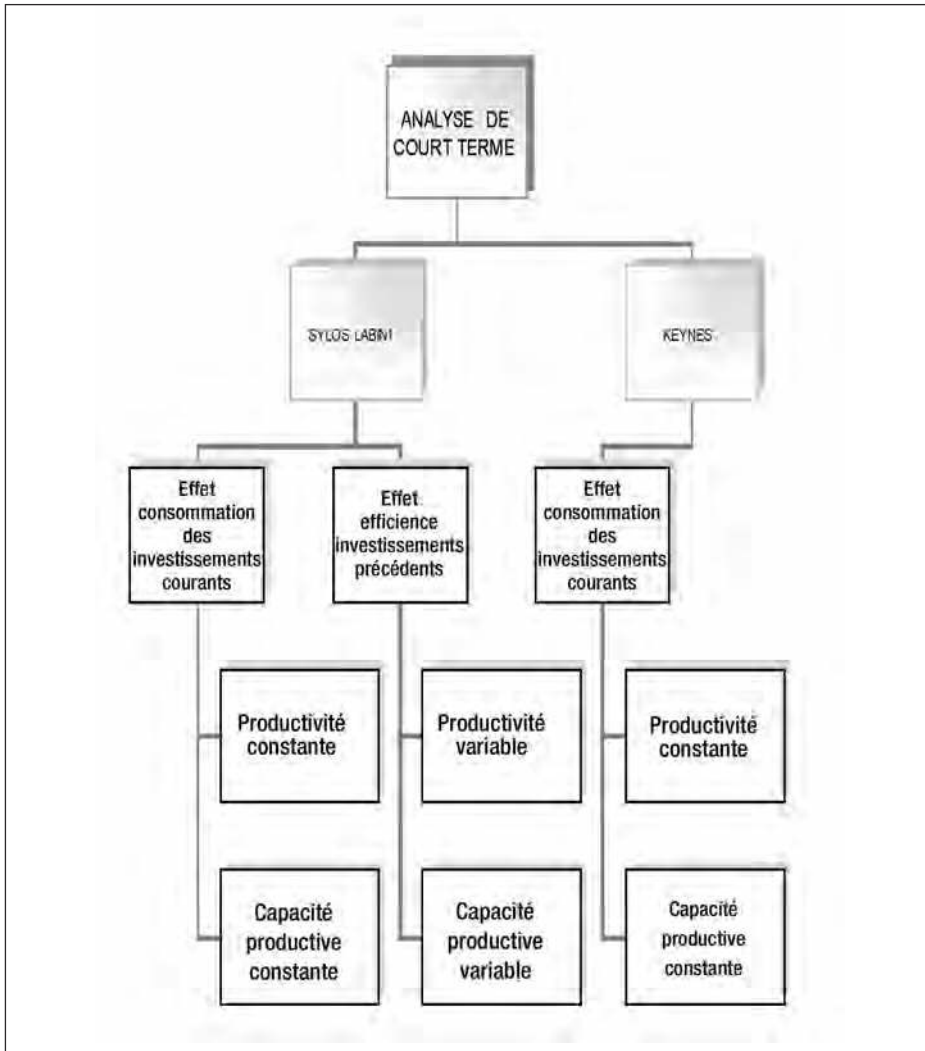 ANALYSE DE
COURT TERME
SYLOS LABINI
KEYNES
Effet
consommation
des
investissements
courants
Effet
efficience
investissements
précédents
Effet
consommation
des
investissements
courants
Productivité
constante
Productivité
variable
Productivité
constante
Capacité
productive
constante
Capacité
productive
variable
Capacité
productive
constante